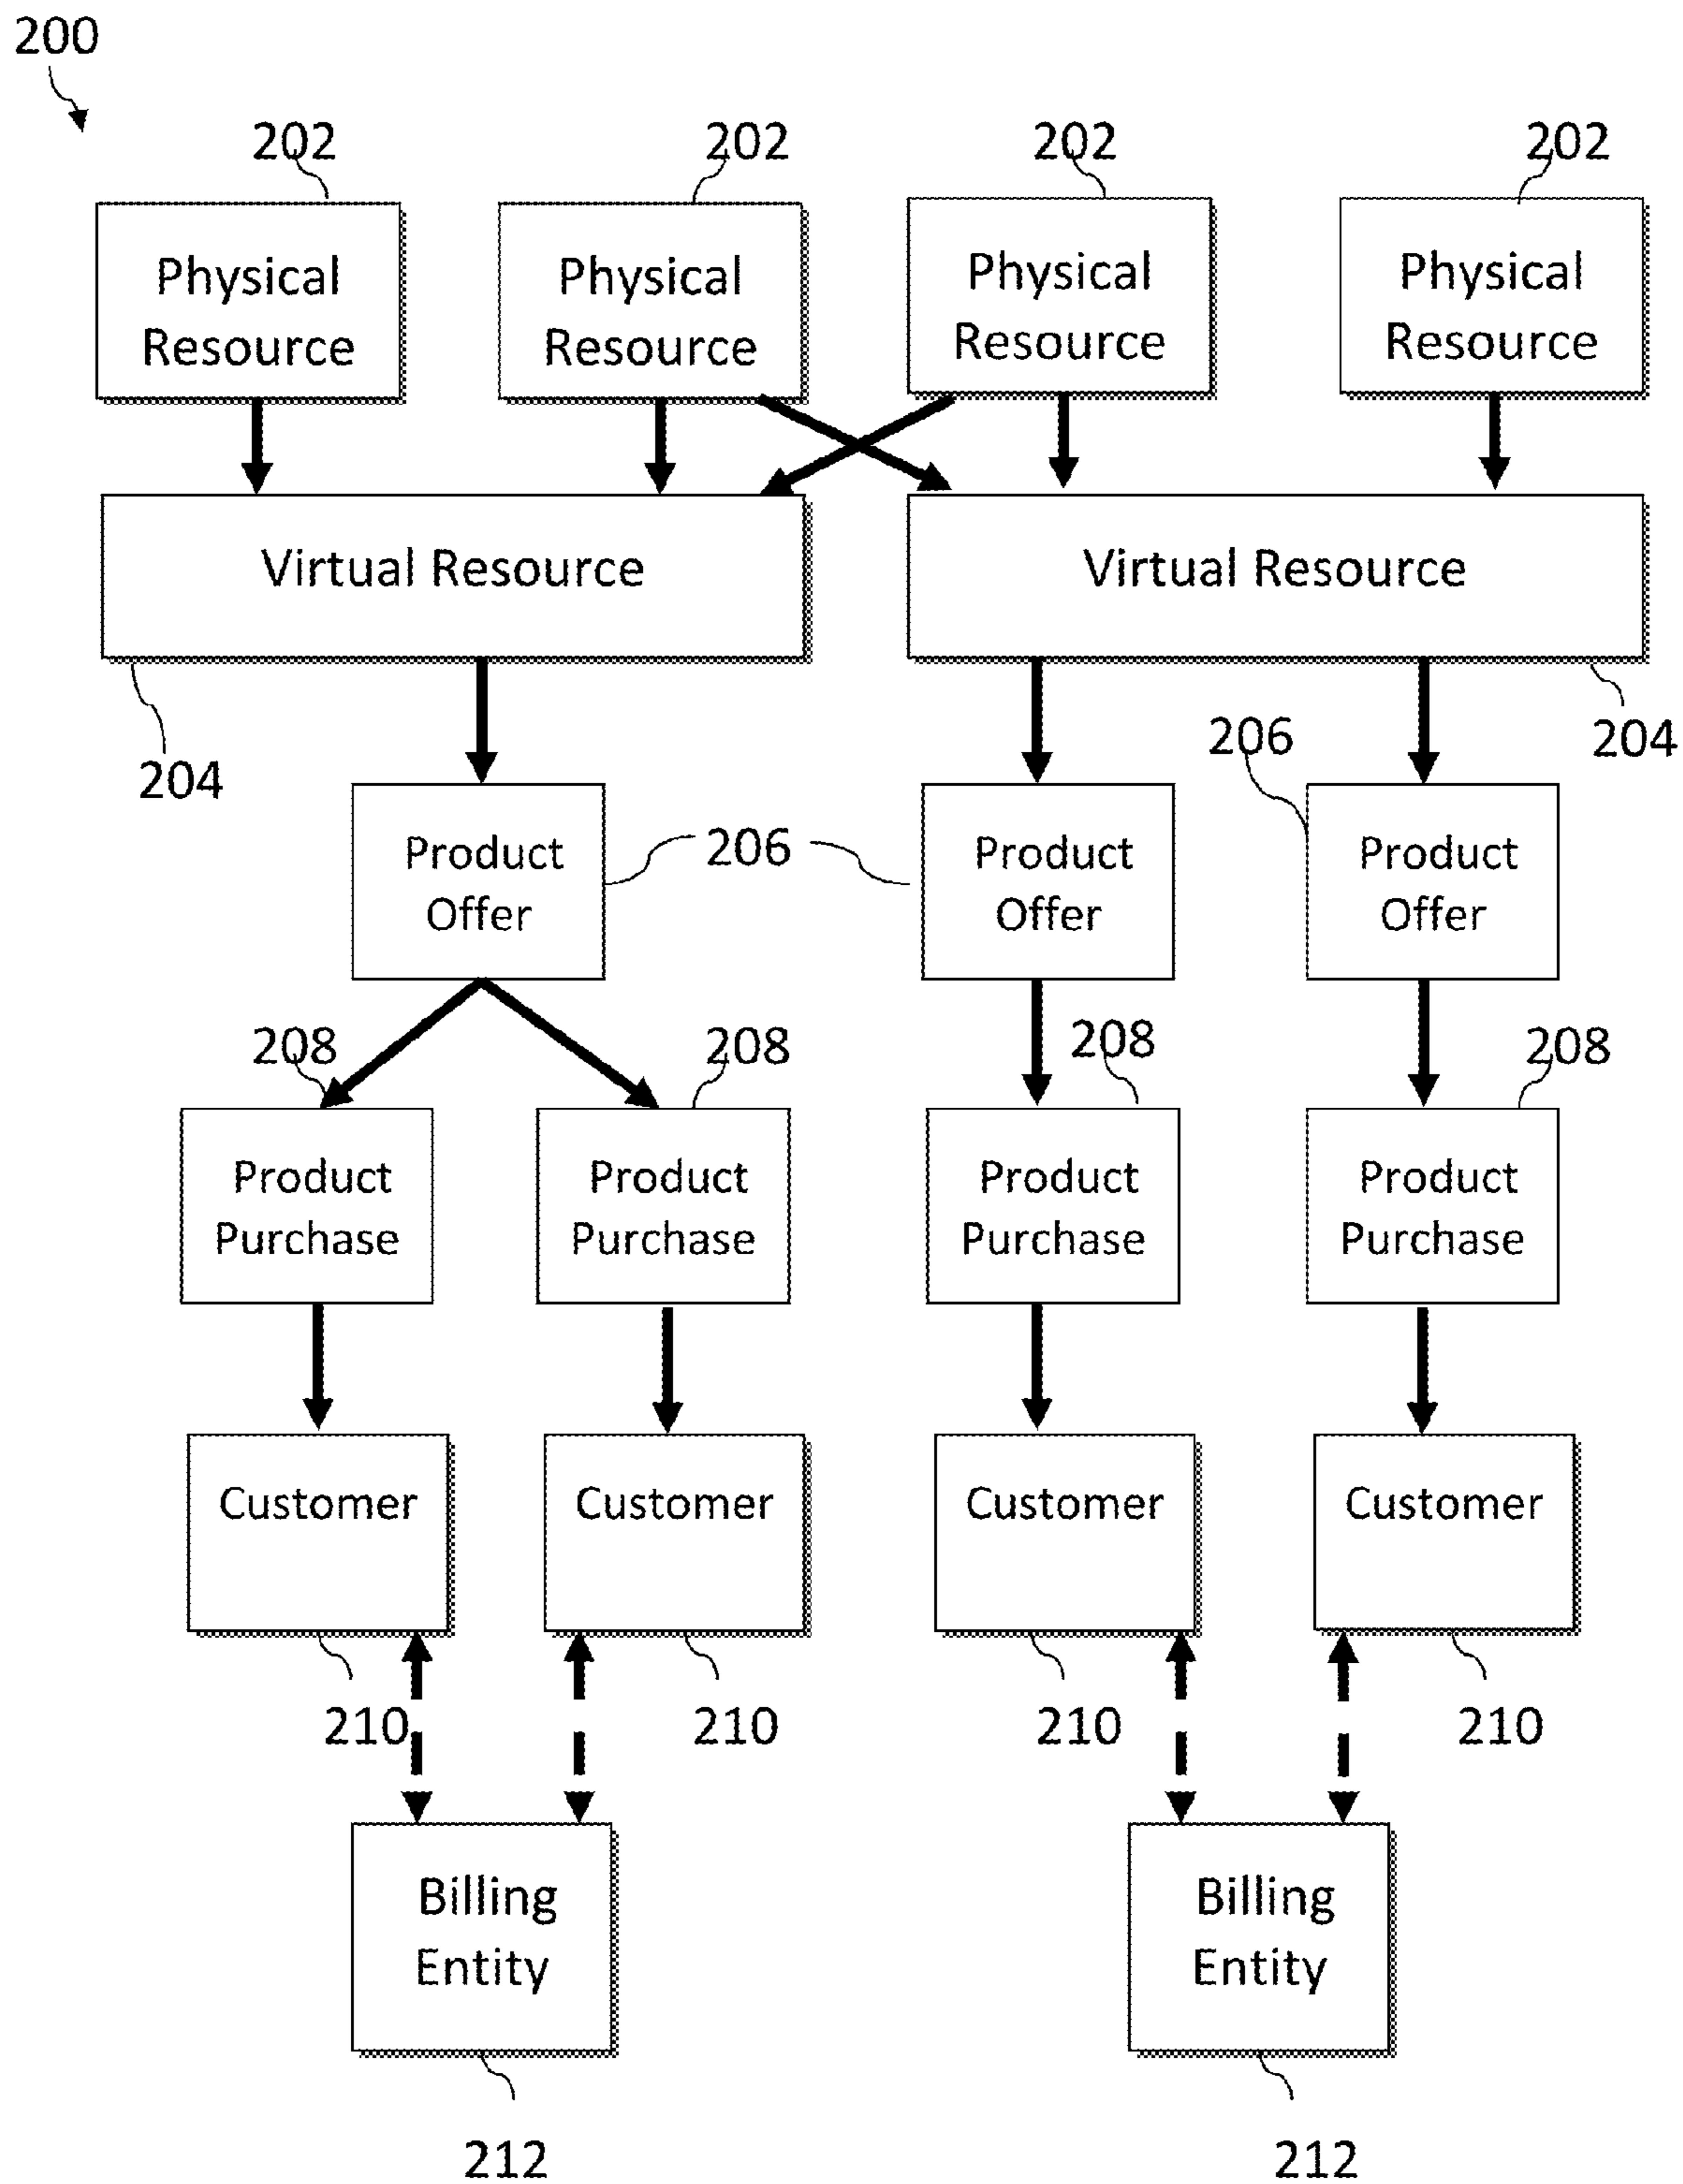 200
202
202
202
202
Physical
Resource
Physical
Resource
Physical
Resource
Physical
Resource
Virtual Resource
Virtual Resource
204
204
206
206
Product
Offer
Product
Offer
Product
Offer
208
208
208
208
Product
Purchase
Product
Purchase
Product
Purchase
Product
Purchase
Customer
Customer
Customer
Customer
210
210
210
210
Billing
Entity
Billing
Entity
212
212